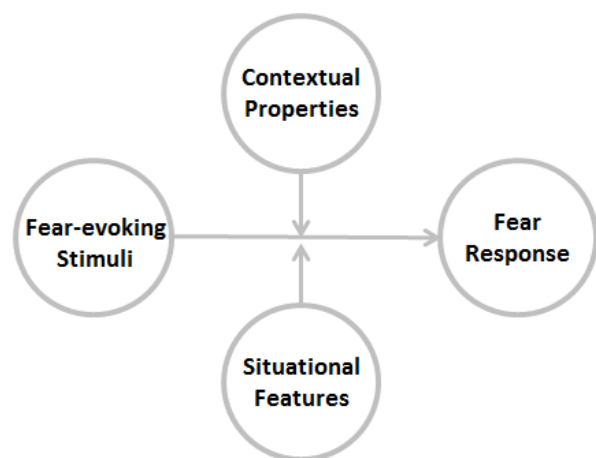 Contextual
Properties
Fear-evoking
Stimuli
Fear
Response
Situational
Features